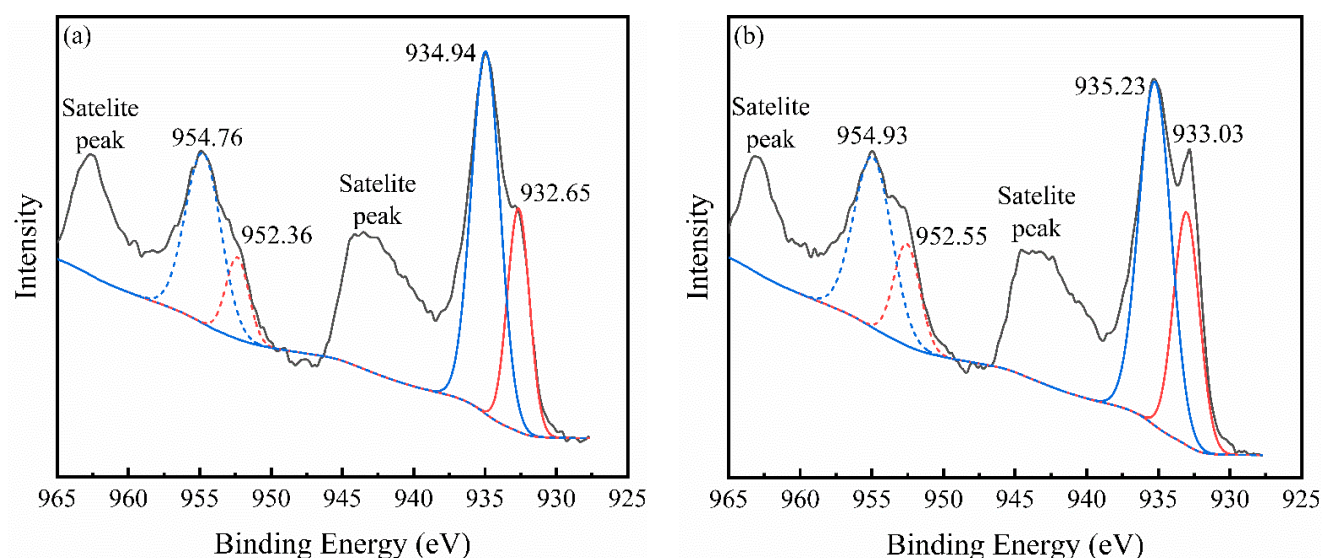 (a)
934.94
Satelite
peak
954.76
Satelite
peak
932.65
952.36
Intensity
965 960 955 950 945 940 935 930 925
Binding Energy (eV)
(b)
935.23
Satelite
peak
954.93
933.03
Satelite
peak
952.55
Intensity
965 960 955 950 945 940 935 930 925
Binding Energy (eV)